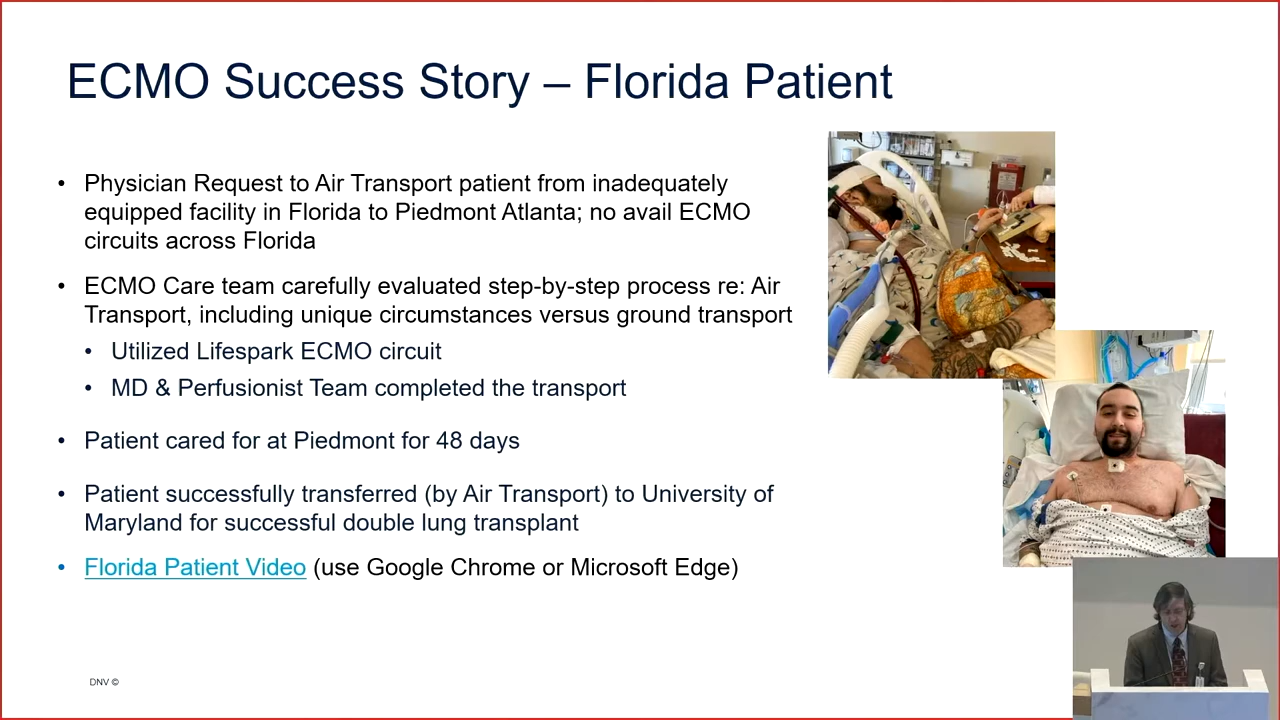 ECMO Success Story – Florida Patient
• Physician Request to Air Transport patient from inadequately
equipped facility in Florida to Piedmont Atlanta; no avail ECMO
circuits across Florida
• ECMO Care team carefully evaluated step-by-step process re: Air
Transport, including unique circumstances versus ground transport
• Utilized Lifespark ECMO circuit
• MD & Perfusionist Team completed the transport
• Patient cared for at Piedmont for 48 days
• Patient successfully transferred (by Air Transport) to University of
Maryland for successful double lung transplant
• Florida Patient Video (use Google Chrome or Microsoft Edge)
DNV ©